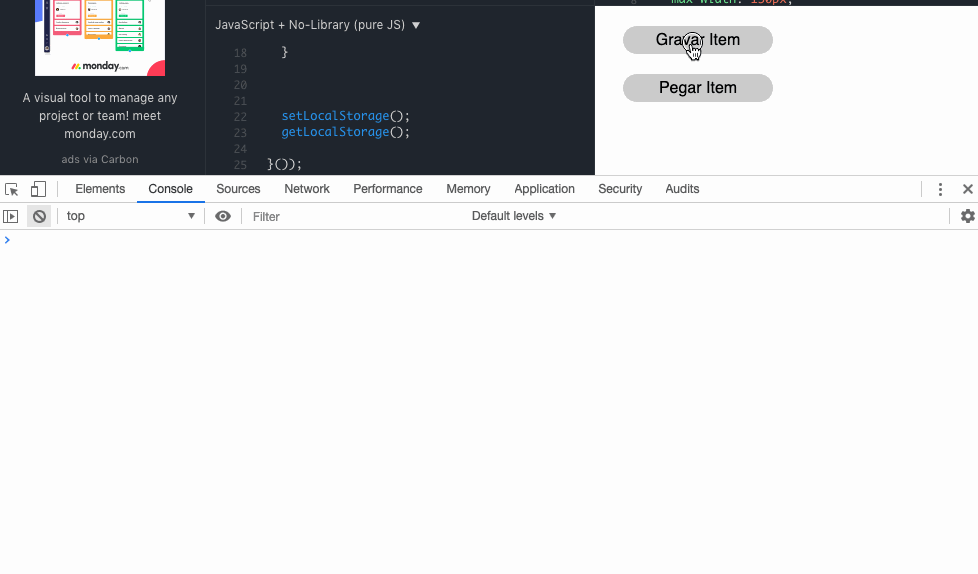 max-width: 150px;
JavaScript + No-Library (pure JS) ▼
18 }
19
20
21
22 setLocalStorage();
23 getLocalStorage();
24
25 }());
monday.com
A visual tool to manage any
project or team! meet
monday.com
ads via Carbon
Gravar Item
Pegar Item
Elements Console Sources Network Performance Memory Application Security Audits
top ▼ Filter Default levels ▼
>